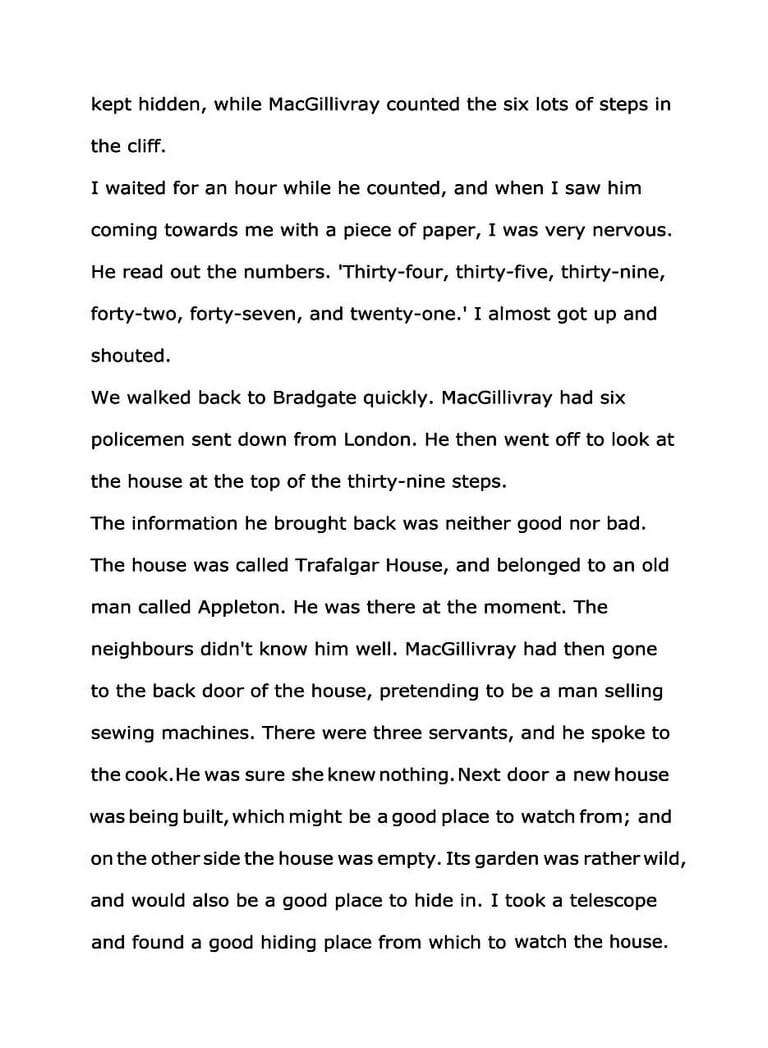 kept hidden, while MacGillivray counted the six lots of steps in
the cliff.
I waited for an hour while he counted, and when I saw him
coming towards me with a piece of paper, I was very nervous.
He read out the numbers. 'Thirty-four, thirty-five, thirty-nine,
forty-two, forty-seven, and twenty-one.' I almost got up and
shouted.
We walked back to Bradgate quickly. MacGillivray had six
policemen sent down from London. He then went off to look at
the house at the top of the thirty-nine steps.
The information he brought back was neither good nor bad.
The house was called Trafalgar House, and belonged to an old
man called Appleton. He was there at the moment. The
neighbours didn't know him well. MacGillivray had then gone
to the back door of the house, pretending to be a man selling
sewing machines. There were three servants, and he spoke to
the cook. He was sure she knew nothing. Next door a new house
was being built, which might be a good place to watch from; and
on the other side the house was empty. Its garden was rather wild,
and would also be a good place to hide in. I took a telescope
and found a good hiding place from which to watch the house.